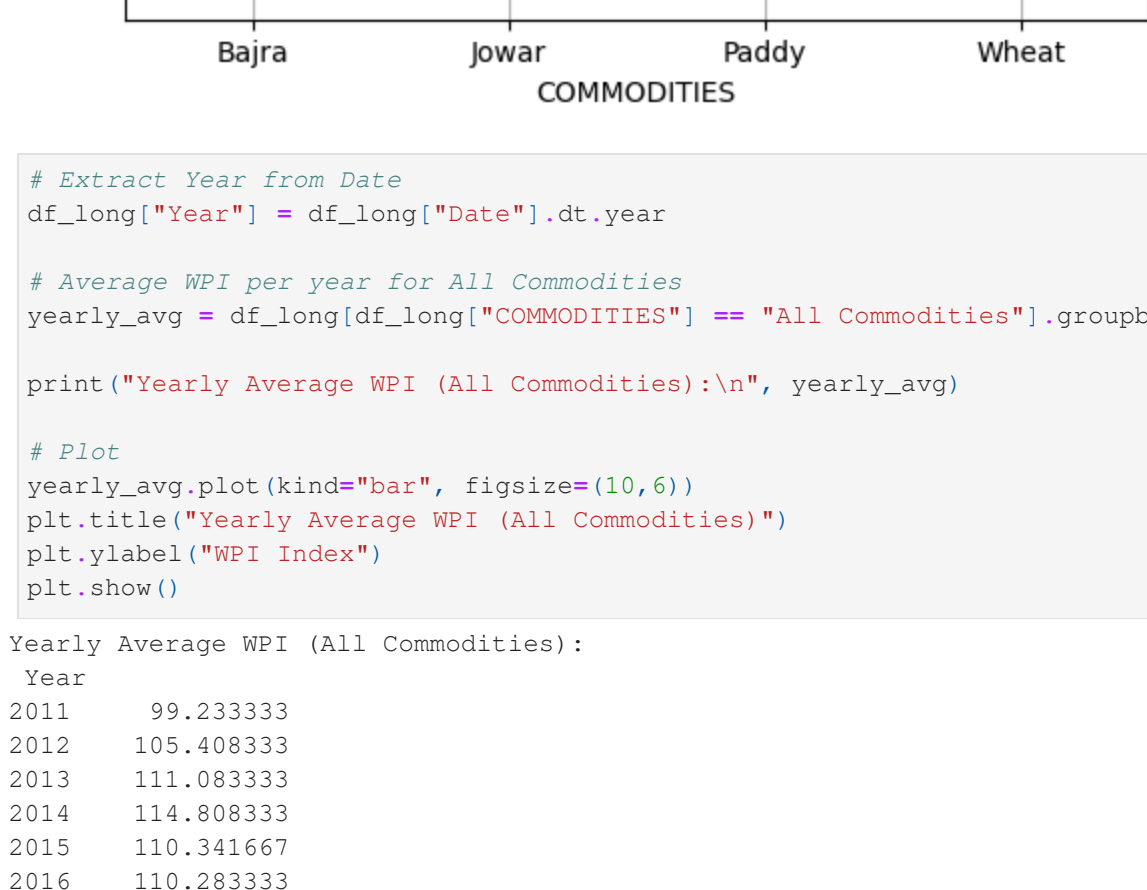 Bajra Jowar Paddy Wheat
COMMODITIES
# Extract Year from Date
df_long["Year"] = df_long["Date"].dt.year
# Average WPI per year for All Commodities
yearly_avg = df_long[df_long["COMMODITIES"] == "All Commodities"].groupb
print("Yearly Average WPI (All Commodities):\n", yearly_avg)
# Plot
yearly_avg.plot(kind="bar", figsize=(10,6))
plt.title("Yearly Average WPI (All Commodities)")
plt.ylabel("WPI Index")
plt.show()
Yearly Average WPI (All Commodities):
Year
2011 99.233333
2012 105.408333
2013 111.083333
2014 114.808333
2015 110.341667
2016 110.283333